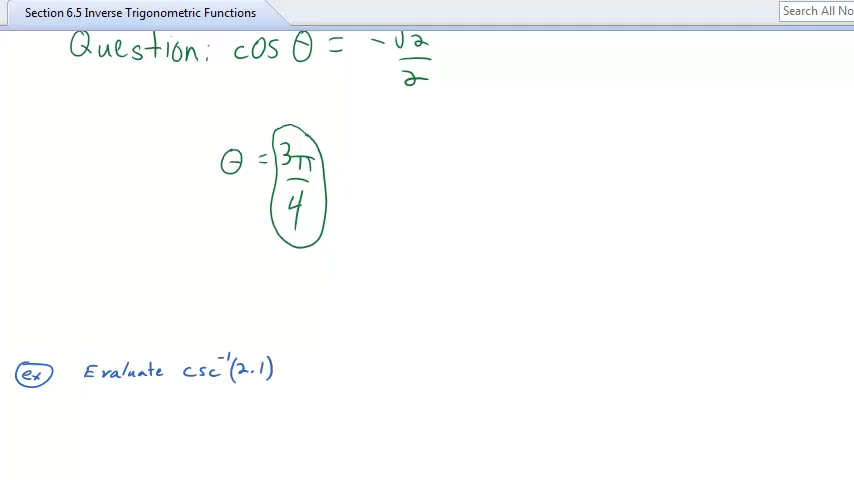 Section 6.5 Inverse Trigonometric Functions
Search All No
Question: cos θ = -√2/2
θ = 3π/4
ex Evaluate csc⁻¹(2.1)